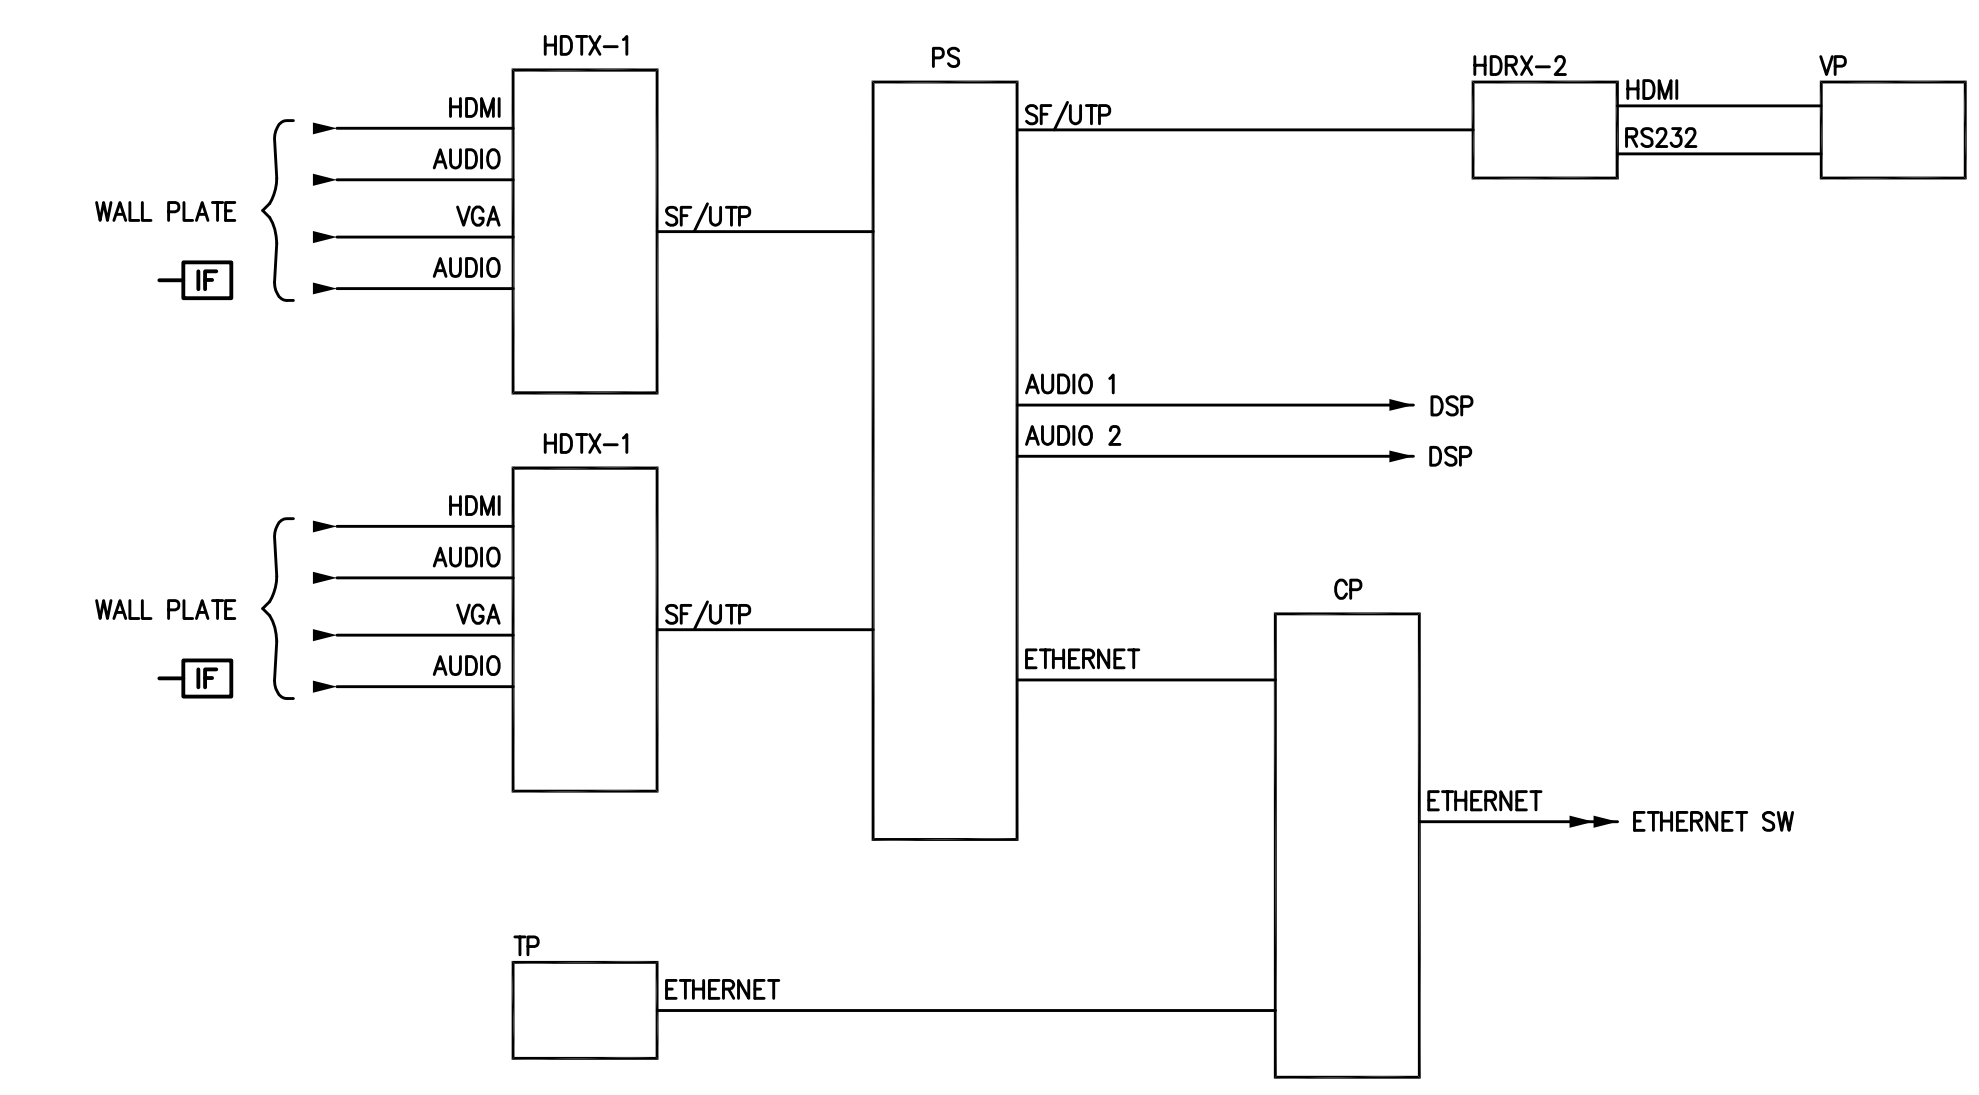 HDTX-1
PS
HDRX-2
VP
HDMI
HDMI
AUDIO
SF/UTP
RS232
WALL PLATE
VGA
SF/UTP
AUDIO
IF
AUDIO 1
DSP
HDTX-1
AUDIO 2
DSP
HDMI
AUDIO
CP
WALL PLATE
VGA
SF/UTP
AUDIO
ETHERNET
IF
ETHERNET
ETHERNET SW
TP
ETHERNET